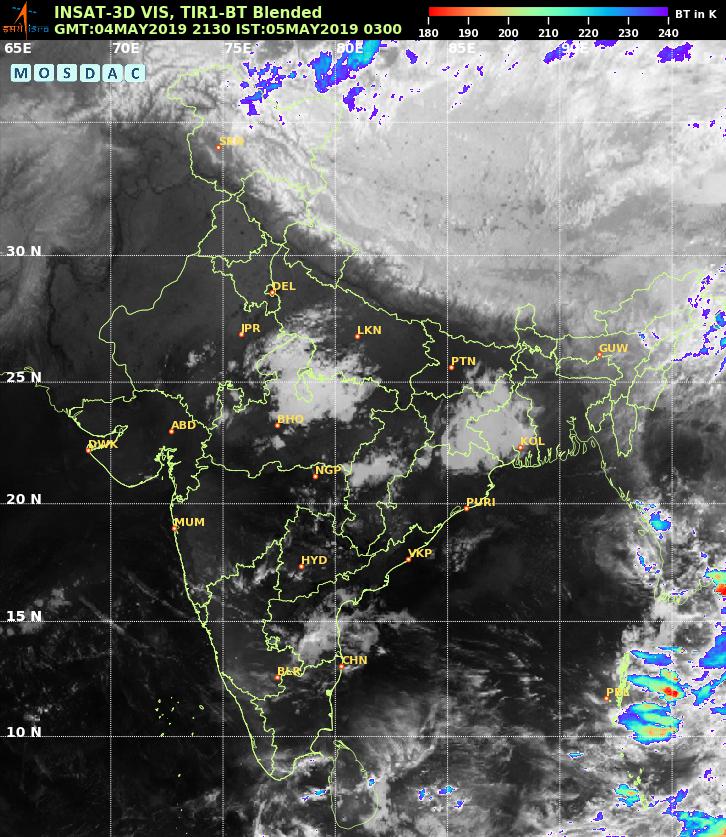 INSAT-3D VIS, TIR1-BT Blended
GMT:04MAY2019 2130 IST:05MAY2019 0300
180 190 200 210 220 230 240 BT in K
65E 70E 75E 80E 85E 90E
MOSDAC
SRN
30 N
DEL
JPR LKN
GUW
PTN
25 N
BHO
ABD
KOL
DWK
NGP
20 N PURI
MUM
VKP
HYD
15 N
CHN
BLR
PBL
10 N